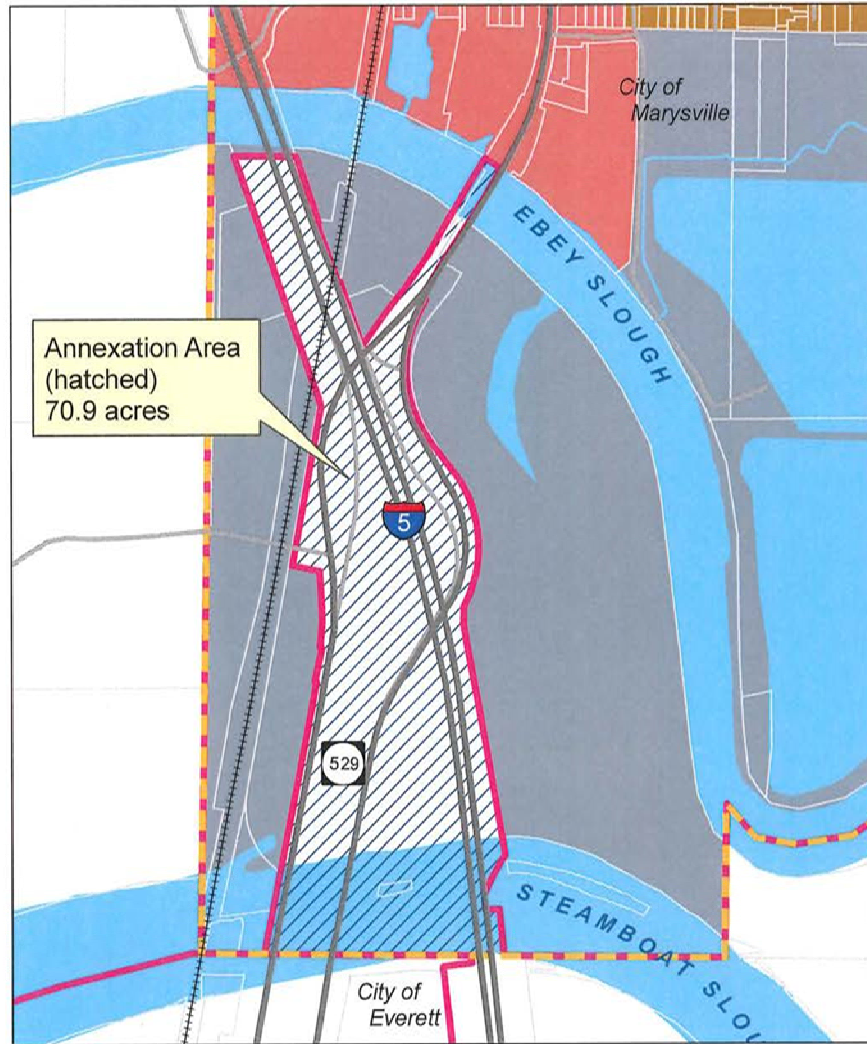 City of
Marysville
EBEY SLOUGH
Annexation Area
(hatched)
70.9 acres
5
529
STEAMBOAT SLOU
City of
Everett